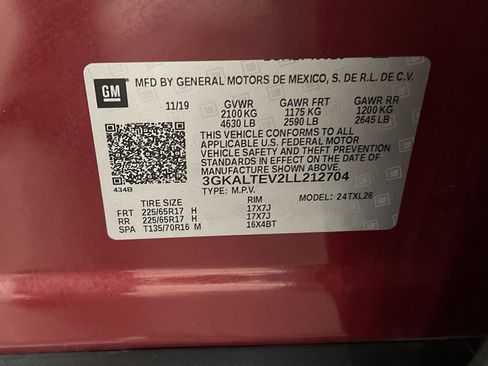 GM
MFD BY GENERAL MOTORS DE MEXICO, S. DE R.L. DE C.V.
11/19 GVWR GAWR FRT GAWR RR
2100 KG 1175 KG 1200 KG
4630 LB 2590 LB 2645 LB
THIS VEHICLE CONFORMS TO ALL
APPLICABLE U.S. FEDERAL MOTOR
VEHICLE SAFETY AND THEFT PREVENTION
STANDARDS IN EFFECT ON THE DATE OF
MANUFACTURE SHOWN ABOVE.
3GKALTEV2LL212704
TYPE: M.P.V. MODEL: 24TXL26
434B
TIRE SIZE RIM
FRT 225/65R17 H 17X7J
RR 225/65R17 H 17X7J
SPA T135/70R16 M 16X4BT